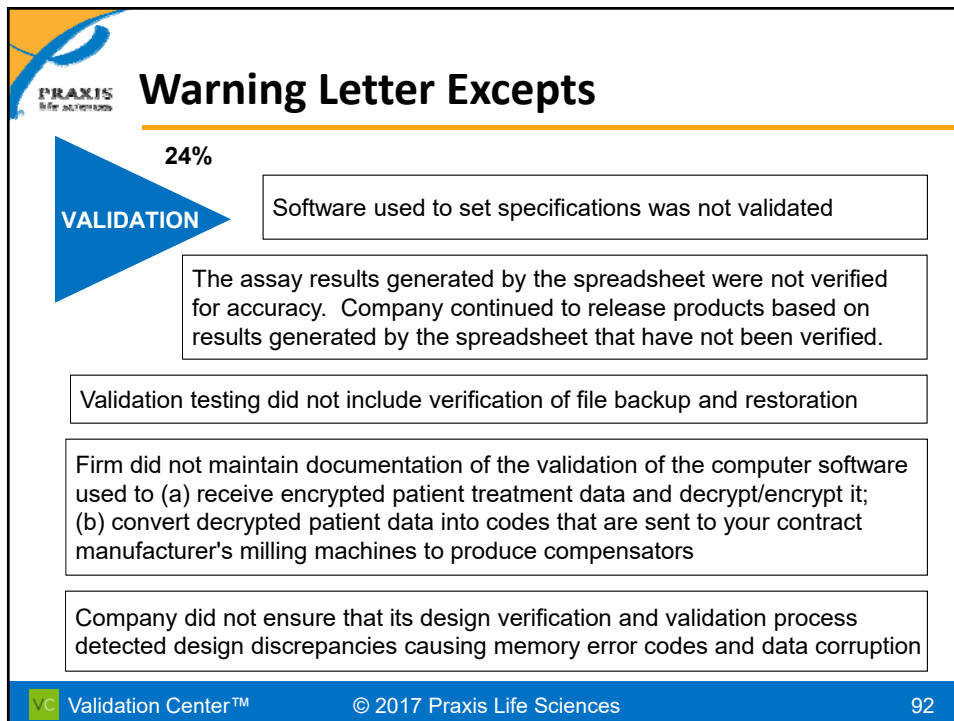 PRAXIS
life sciences
Warning Letter Excepts
24%
VALIDATION
Software used to set specifications was not validated
The assay results generated by the spreadsheet were not verified
for accuracy.  Company continued to release products based on
results generated by the spreadsheet that have not been verified.
Validation testing did not include verification of file backup and restoration
Firm did not maintain documentation of the validation of the computer software
used to (a) receive encrypted patient treatment data and decrypt/encrypt it;
(b) convert decrypted patient data into codes that are sent to your contract
manufacturer's milling machines to produce compensators
Company did not ensure that its design verification and validation process
detected design discrepancies causing memory error codes and data corruption
VC Validation Center™ © 2017 Praxis Life Sciences 92